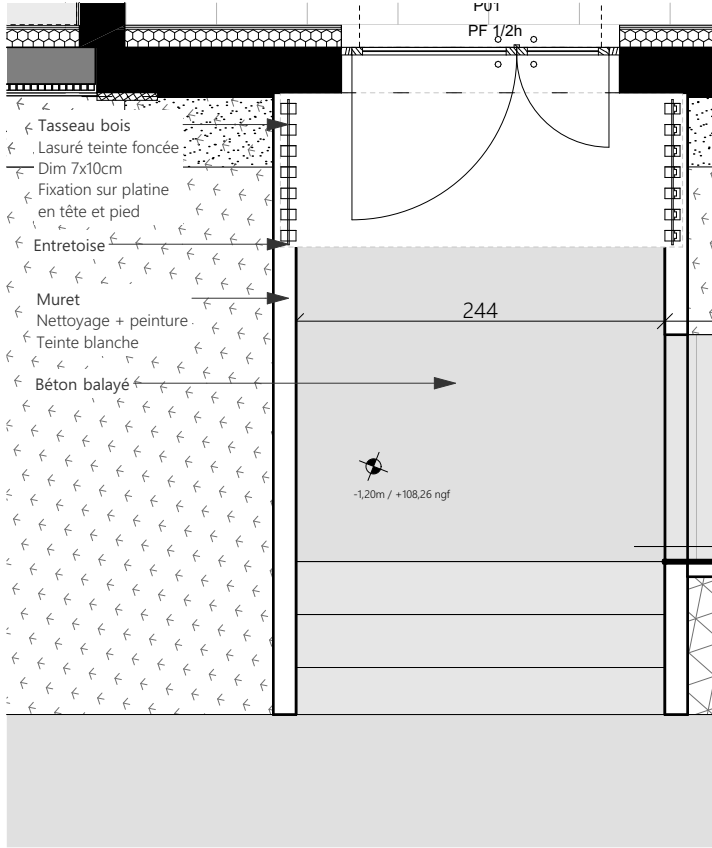 P01
PF 1/2h
Tasseau bois
Lasuré teinte foncée
Dim 7x10cm
Fixation sur platine
en tête et pied
Entretoise
Muret
Nettoyage + peinture
Teinte blanche
244
Béton balayé
-1,20m / +108,26 ngf